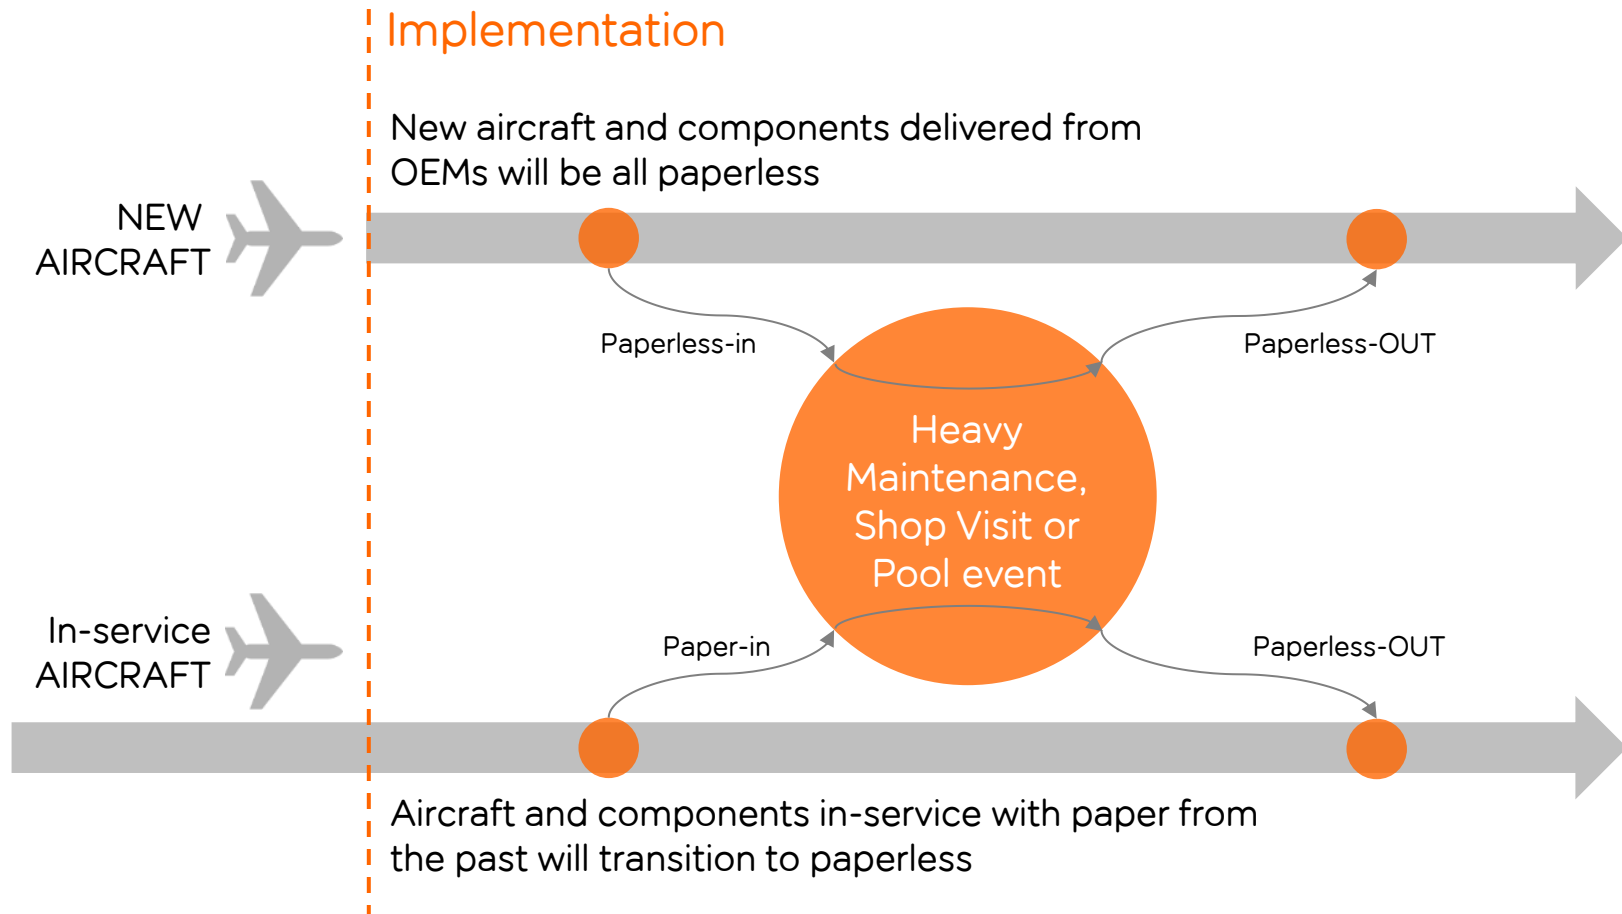 Implementation
New aircraft and components delivered from
OEMs will be all paperless
NEW
AIRCRAFT
Paperless-in
Paperless-OUT
Heavy
Maintenance,
Shop Visit or
Pool event
In-service
AIRCRAFT
Paper-in
Paperless-OUT
Aircraft and components in-service with paper from
the past will transition to paperless